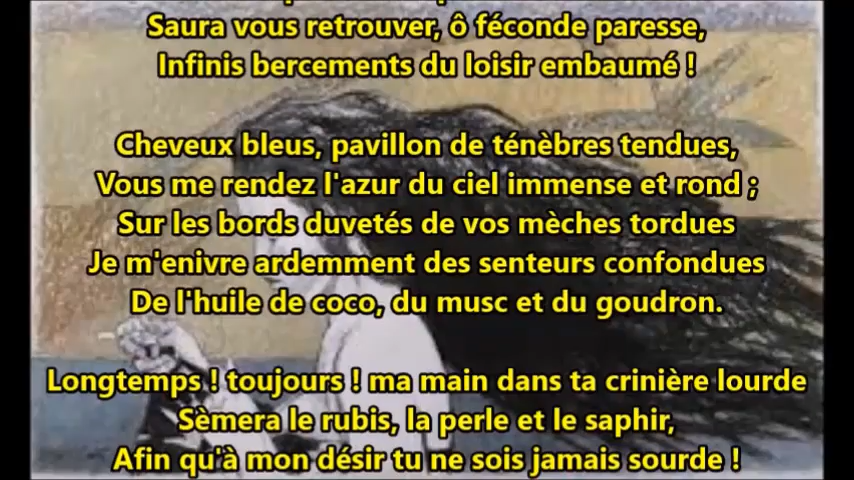 Saura vous retrouver, ô féconde paresse,
Infinis bercements du loisir embaumé !
Cheveux bleus, pavillon de ténèbres tendues,
Vous me rendez l'azur du ciel immense et rond ;
Sur les bords duvetés de vos mèches tordues
Je m'enivre ardemment des senteurs confondues
De l'huile de coco, du musc et du goudron.
Longtemps ! toujours ! ma main dans ta crinière lourde
Sèmera le rubis, la perle et le saphir,
Afin qu'à mon désir tu ne sois jamais sourde !